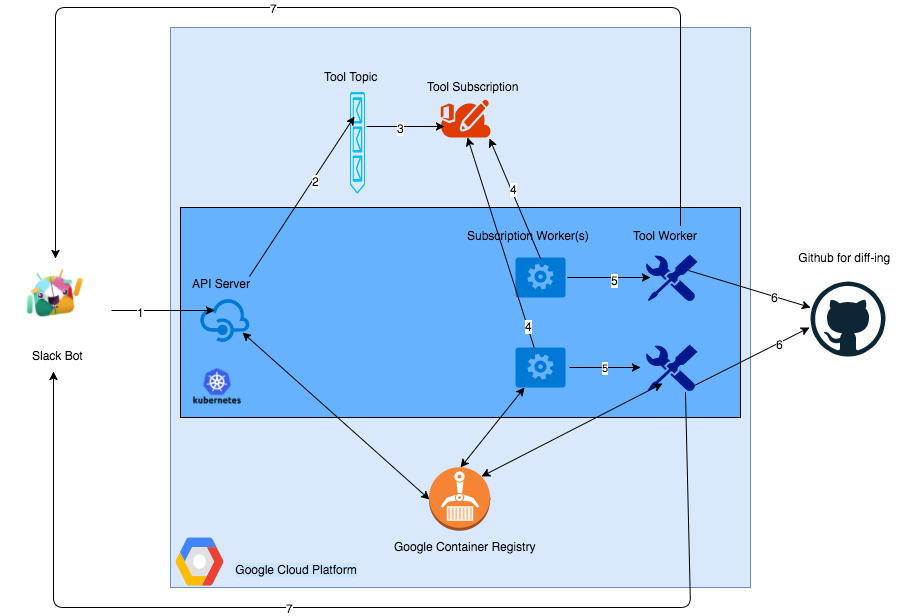 7
Tool Topic
Tool Subscription
3
2
4
Subscription Worker(s)
Tool Worker
Github for diff-ing
API Server
5
6
1
4
6
Slack Bot
5
kubernetes
Google Container Registry
Google Cloud Platform
7